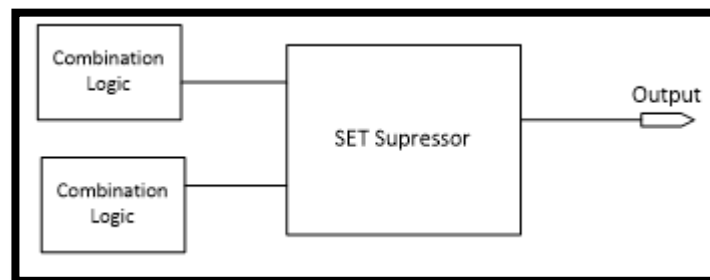 Combination
Logic
SET Supressor
Output
Combination
Logic